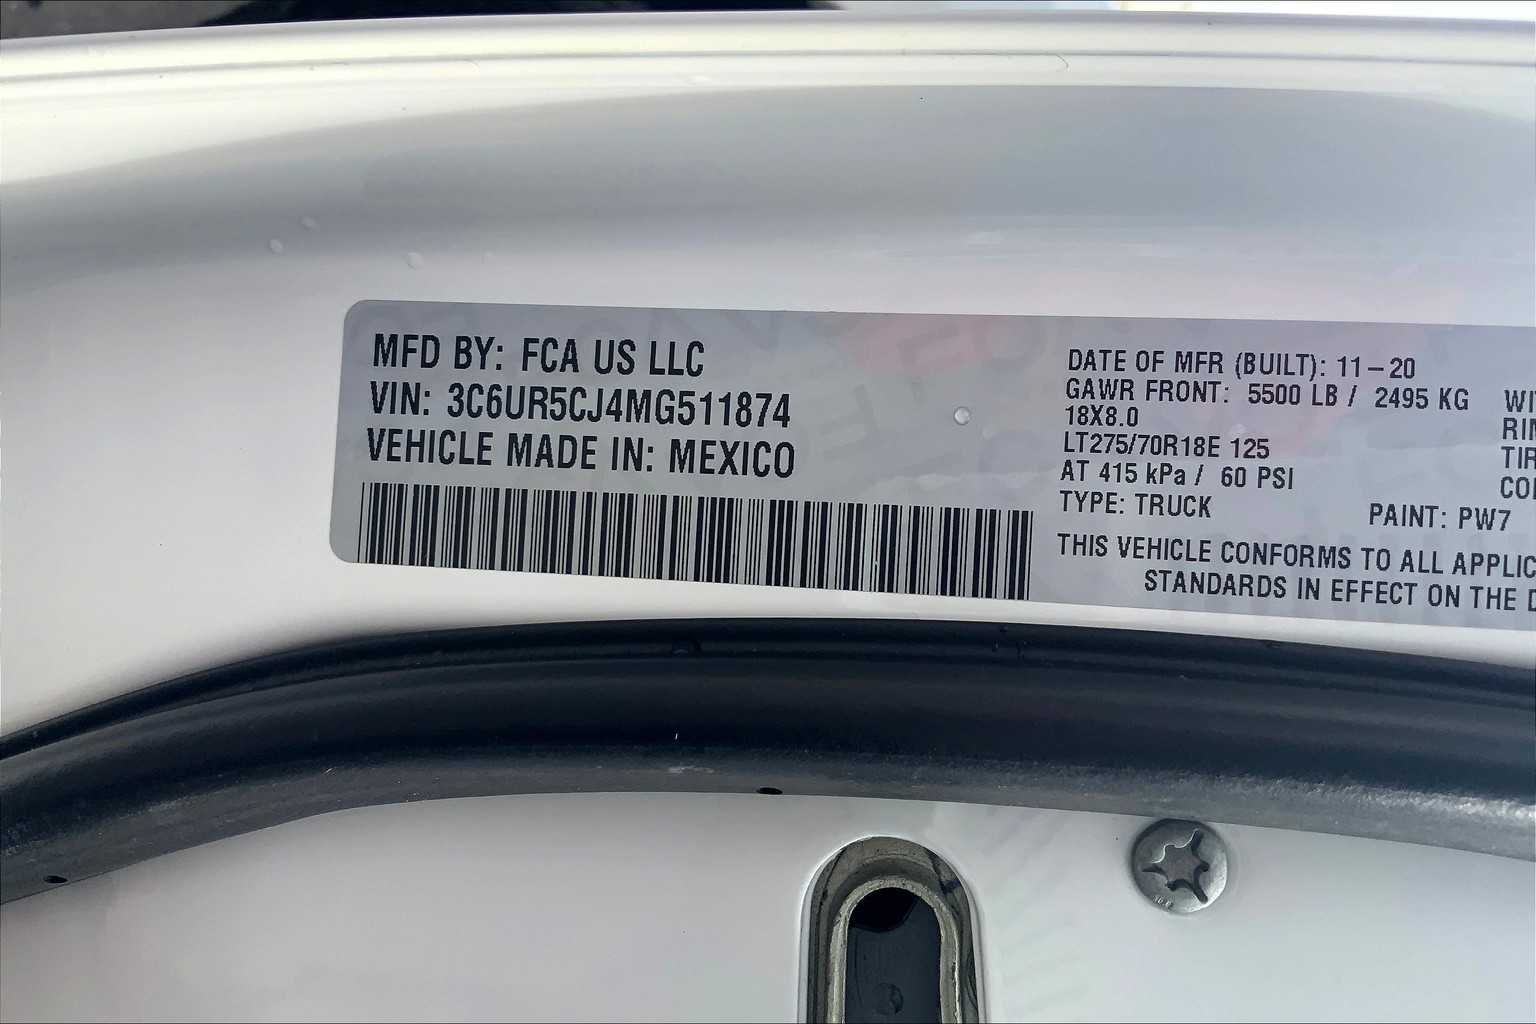 MFD BY: FCA US LLC
VIN: 3C6UR5CJ4MG511874
VEHICLE MADE IN: MEXICO
DATE OF MFR (BUILT): 11-20
GAWR FRONT: 5500 LB / 2495 KG
18X8.0
LT275/70R18E 125
AT 415 kPa / 60 PSI
TYPE: TRUCK PAINT: PW7
THIS VEHICLE CONFORMS TO ALL
STANDARDS IN EFFECT ON THE